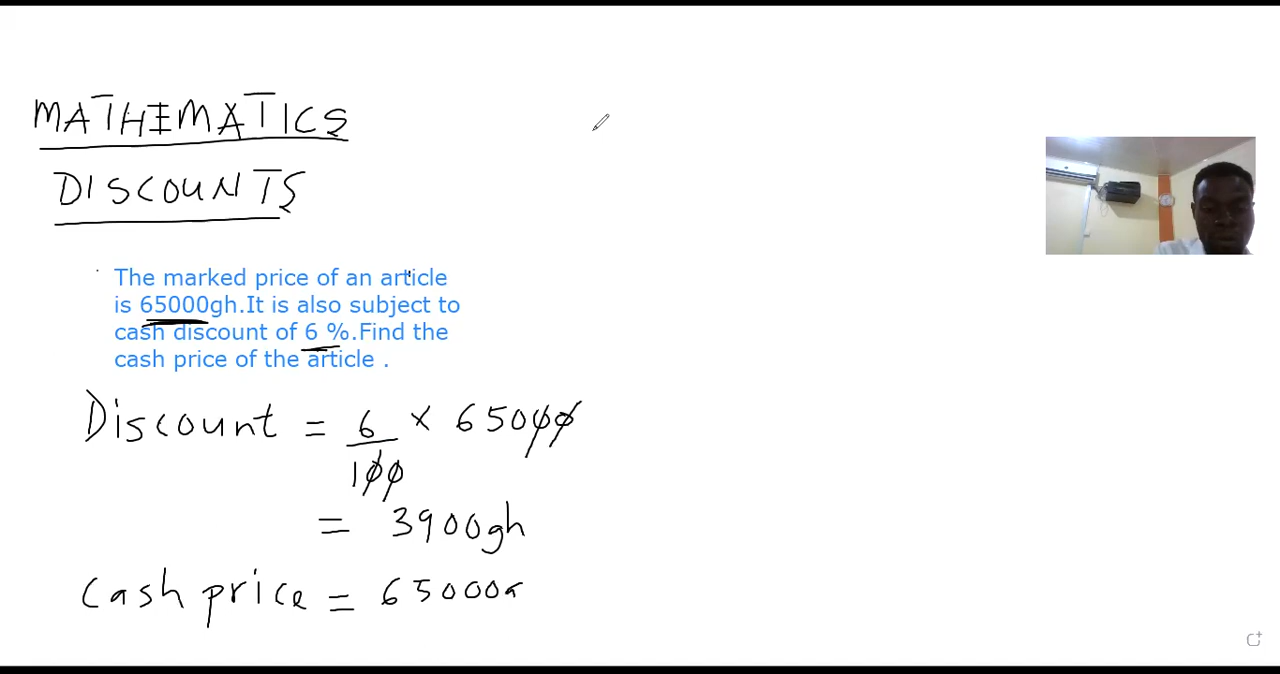 MATHEMATICS
DISCOUNTS
The marked price of an article
is 65000gh.It is also subject to
cash discount of 6 %.Find the
cash price of the article .
Discount = 6/100 × 65000
= 3900gh
Cash price = 65000